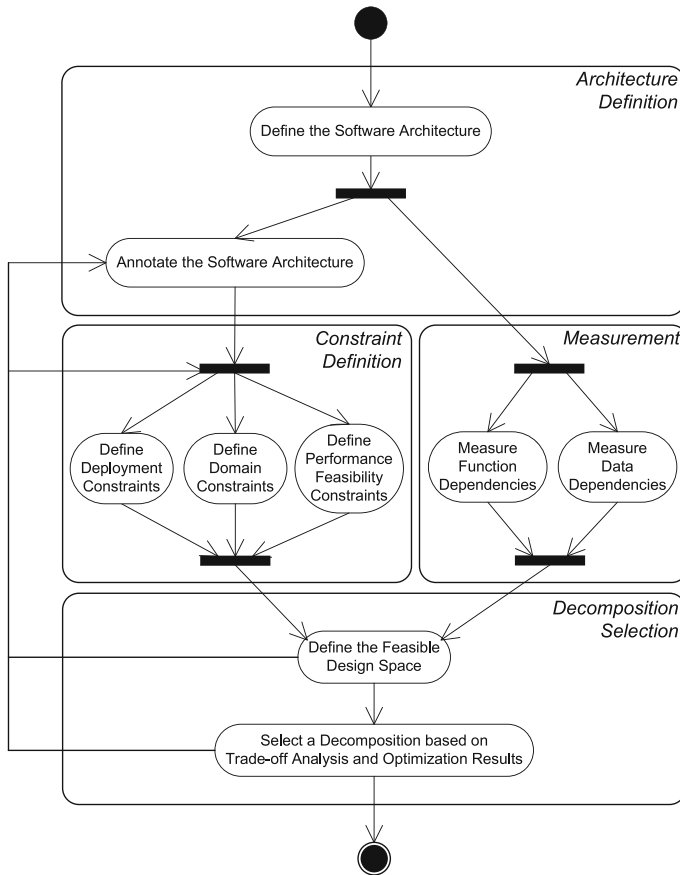 Architecture
Definition
Define the Software Architecture
Annotate the Software Architecture
Constraint
Definition
Measurement
Define
Deployment
Constraints
Define
Domain
Constraints
Define
Performance
Feasibility
Constraints
Measure
Function
Dependencies
Measure
Data
Dependencies
Decomposition
Selection
Define the Feasible
Design Space
Select a Decomposition based on
Trade-off Analysis and Optimization Results